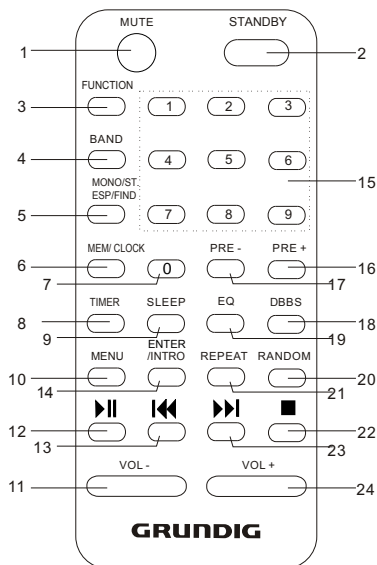 MUTE STANDBY
1 2
FUNCTION
3 1 2 3
BAND
4 4 5 6
15
MONO/ST.
ESP/FIND
5 7 8 9
MEM/ CLOCK PRE - PRE +
6 0 16
7 17
TIMER SLEEP EQ DBBS
8 18
9 19
ENTER
MENU /INTRO REPEAT RANDOM
10 20
14 21
12 22
13 23
VOL - VOL +
11 24
GRUNDIG